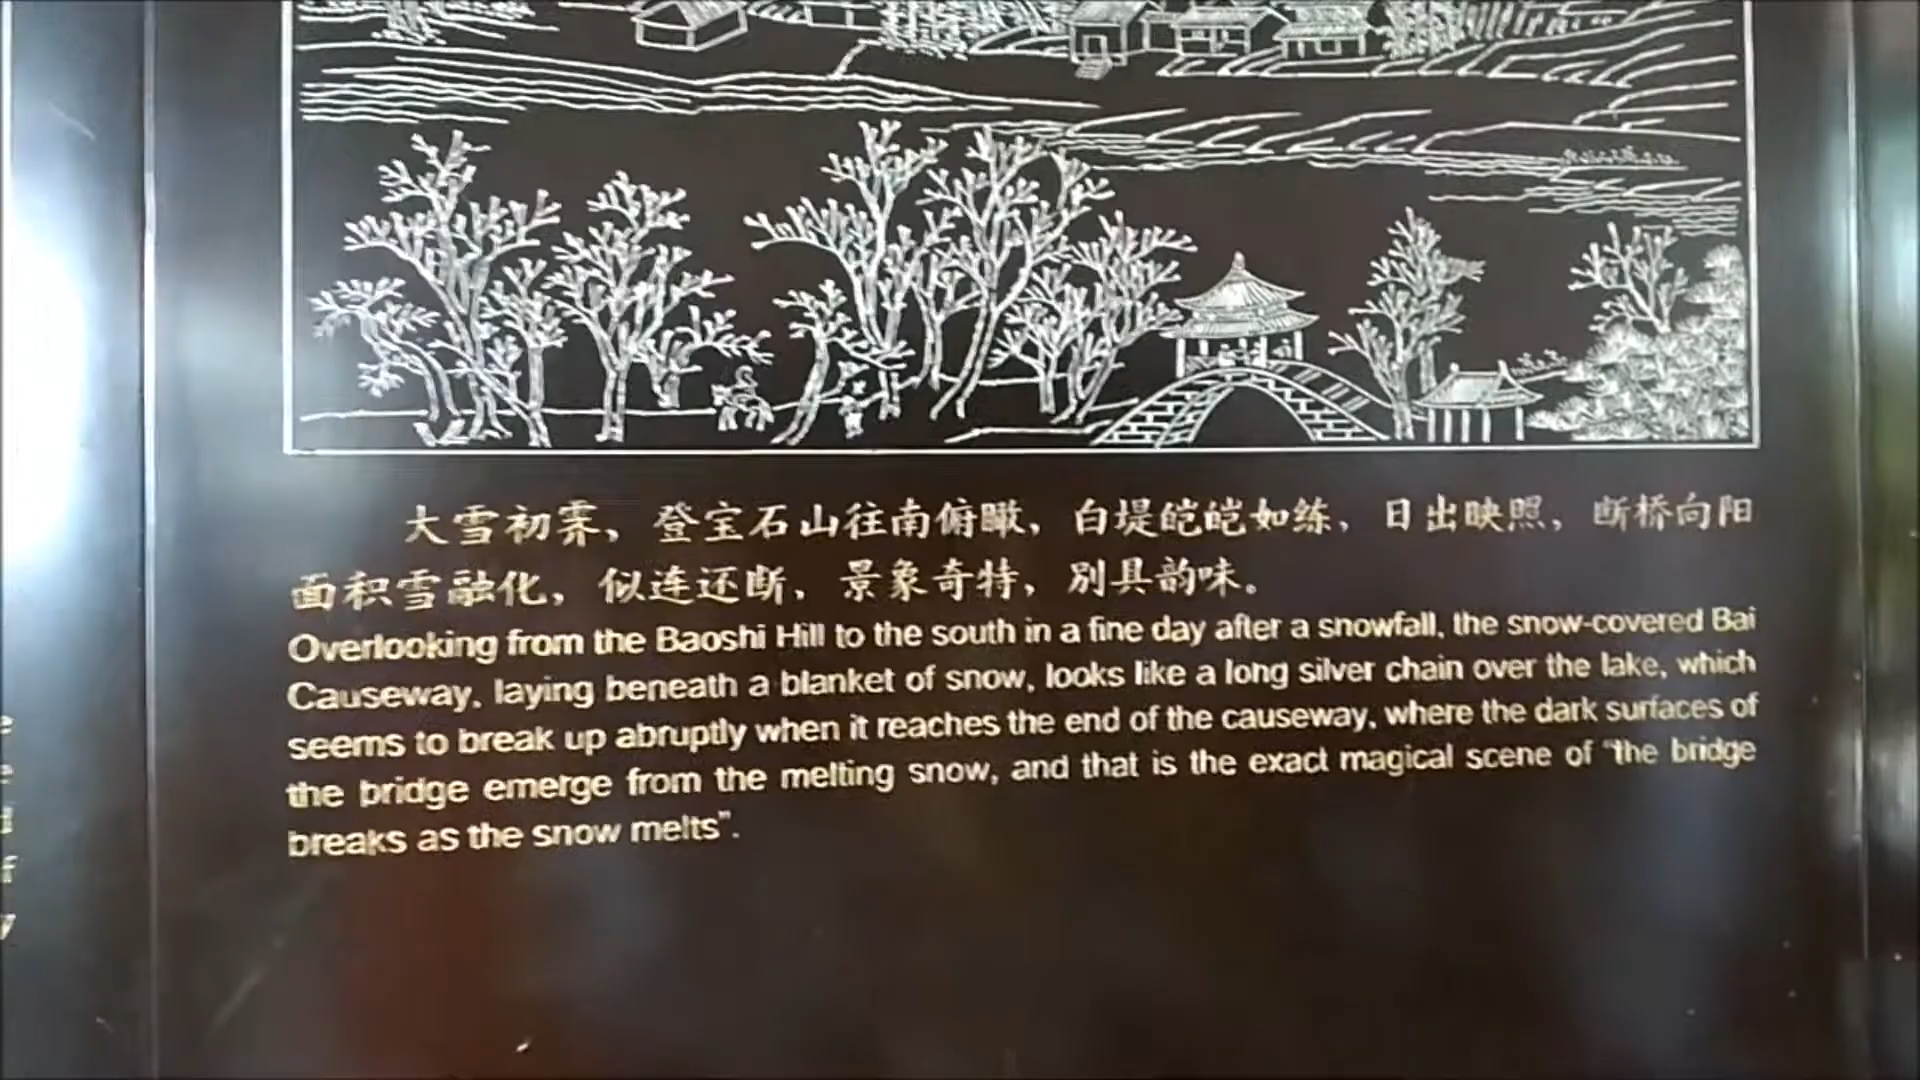 大雪初霁，登宝石山往南俯瞰，白堤皑皑如练，日出映照，断桥向阳
面积雪融化，似连还断，景象奇特，别具韵味。
Overlooking from the Baoshi Hill to the south in a fine day after a snowfall, the snow-covered Bai
Causeway, laying beneath a blanket of snow, looks like a long silver chain over the lake, which
seems to break up abruptly when it reaches the end of the causeway, where the dark surfaces of
the bridge emerge from the melting snow, and that is the exact magical scene of "the bridge
breaks as the snow melts".